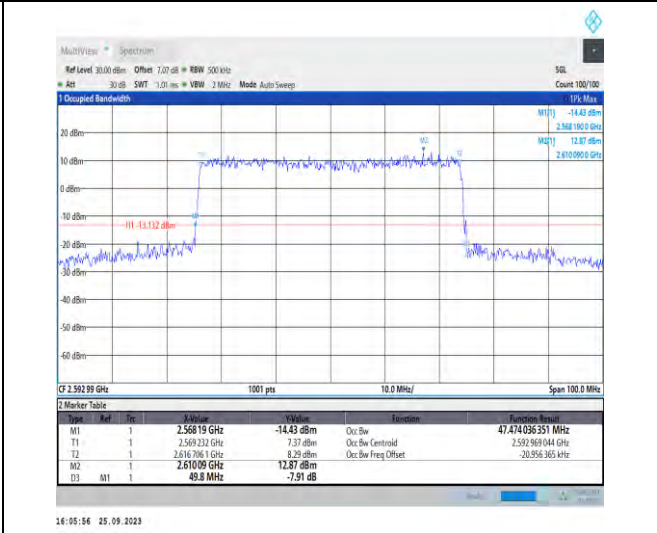 MultiView Spectrum
Ref Level 30.00 dBm Offset 7.07 dB RBW 500 kHz SGL
Att 30 dB SWT 1.01 ms VBW 2 MHz Mode Auto Sweep Count 100/100
1 Occupied Bandwidth 1Pk Max
M1[1] -14.43 dBm
2.568 190 0 GHz
M2[1] 12.87 dBm
2.610 090 0 GHz
20 dBm
M2
T1 T2
10 dBm
0 dBm
-10 dBm
M1
H1 -13.132 dBm
-20 dBm
-30 dBm
-40 dBm
-50 dBm
-60 dBm
CF 2.592 99 GHz 1001 pts 10.0 MHz/ Span 100.0 MHz
2 Marker Table
Type Ref Trc X-Value Y-Value Function Function Result
M1 1 2.568 19 GHz -14.43 dBm Occ Bw 47.474 036 351 MHz
T1 1 2.569 232 GHz 7.37 dBm Occ Bw Centroid 2.592 969 044 GHz
T2 1 2.616 706 1 GHz 8.29 dBm Occ Bw Freq Offset -20.956 365 kHz
M2 1 2.610 09 GHz 12.87 dBm
D3 M1 1 49.8 MHz -7.91 dB
16:05:56 25.09.2023